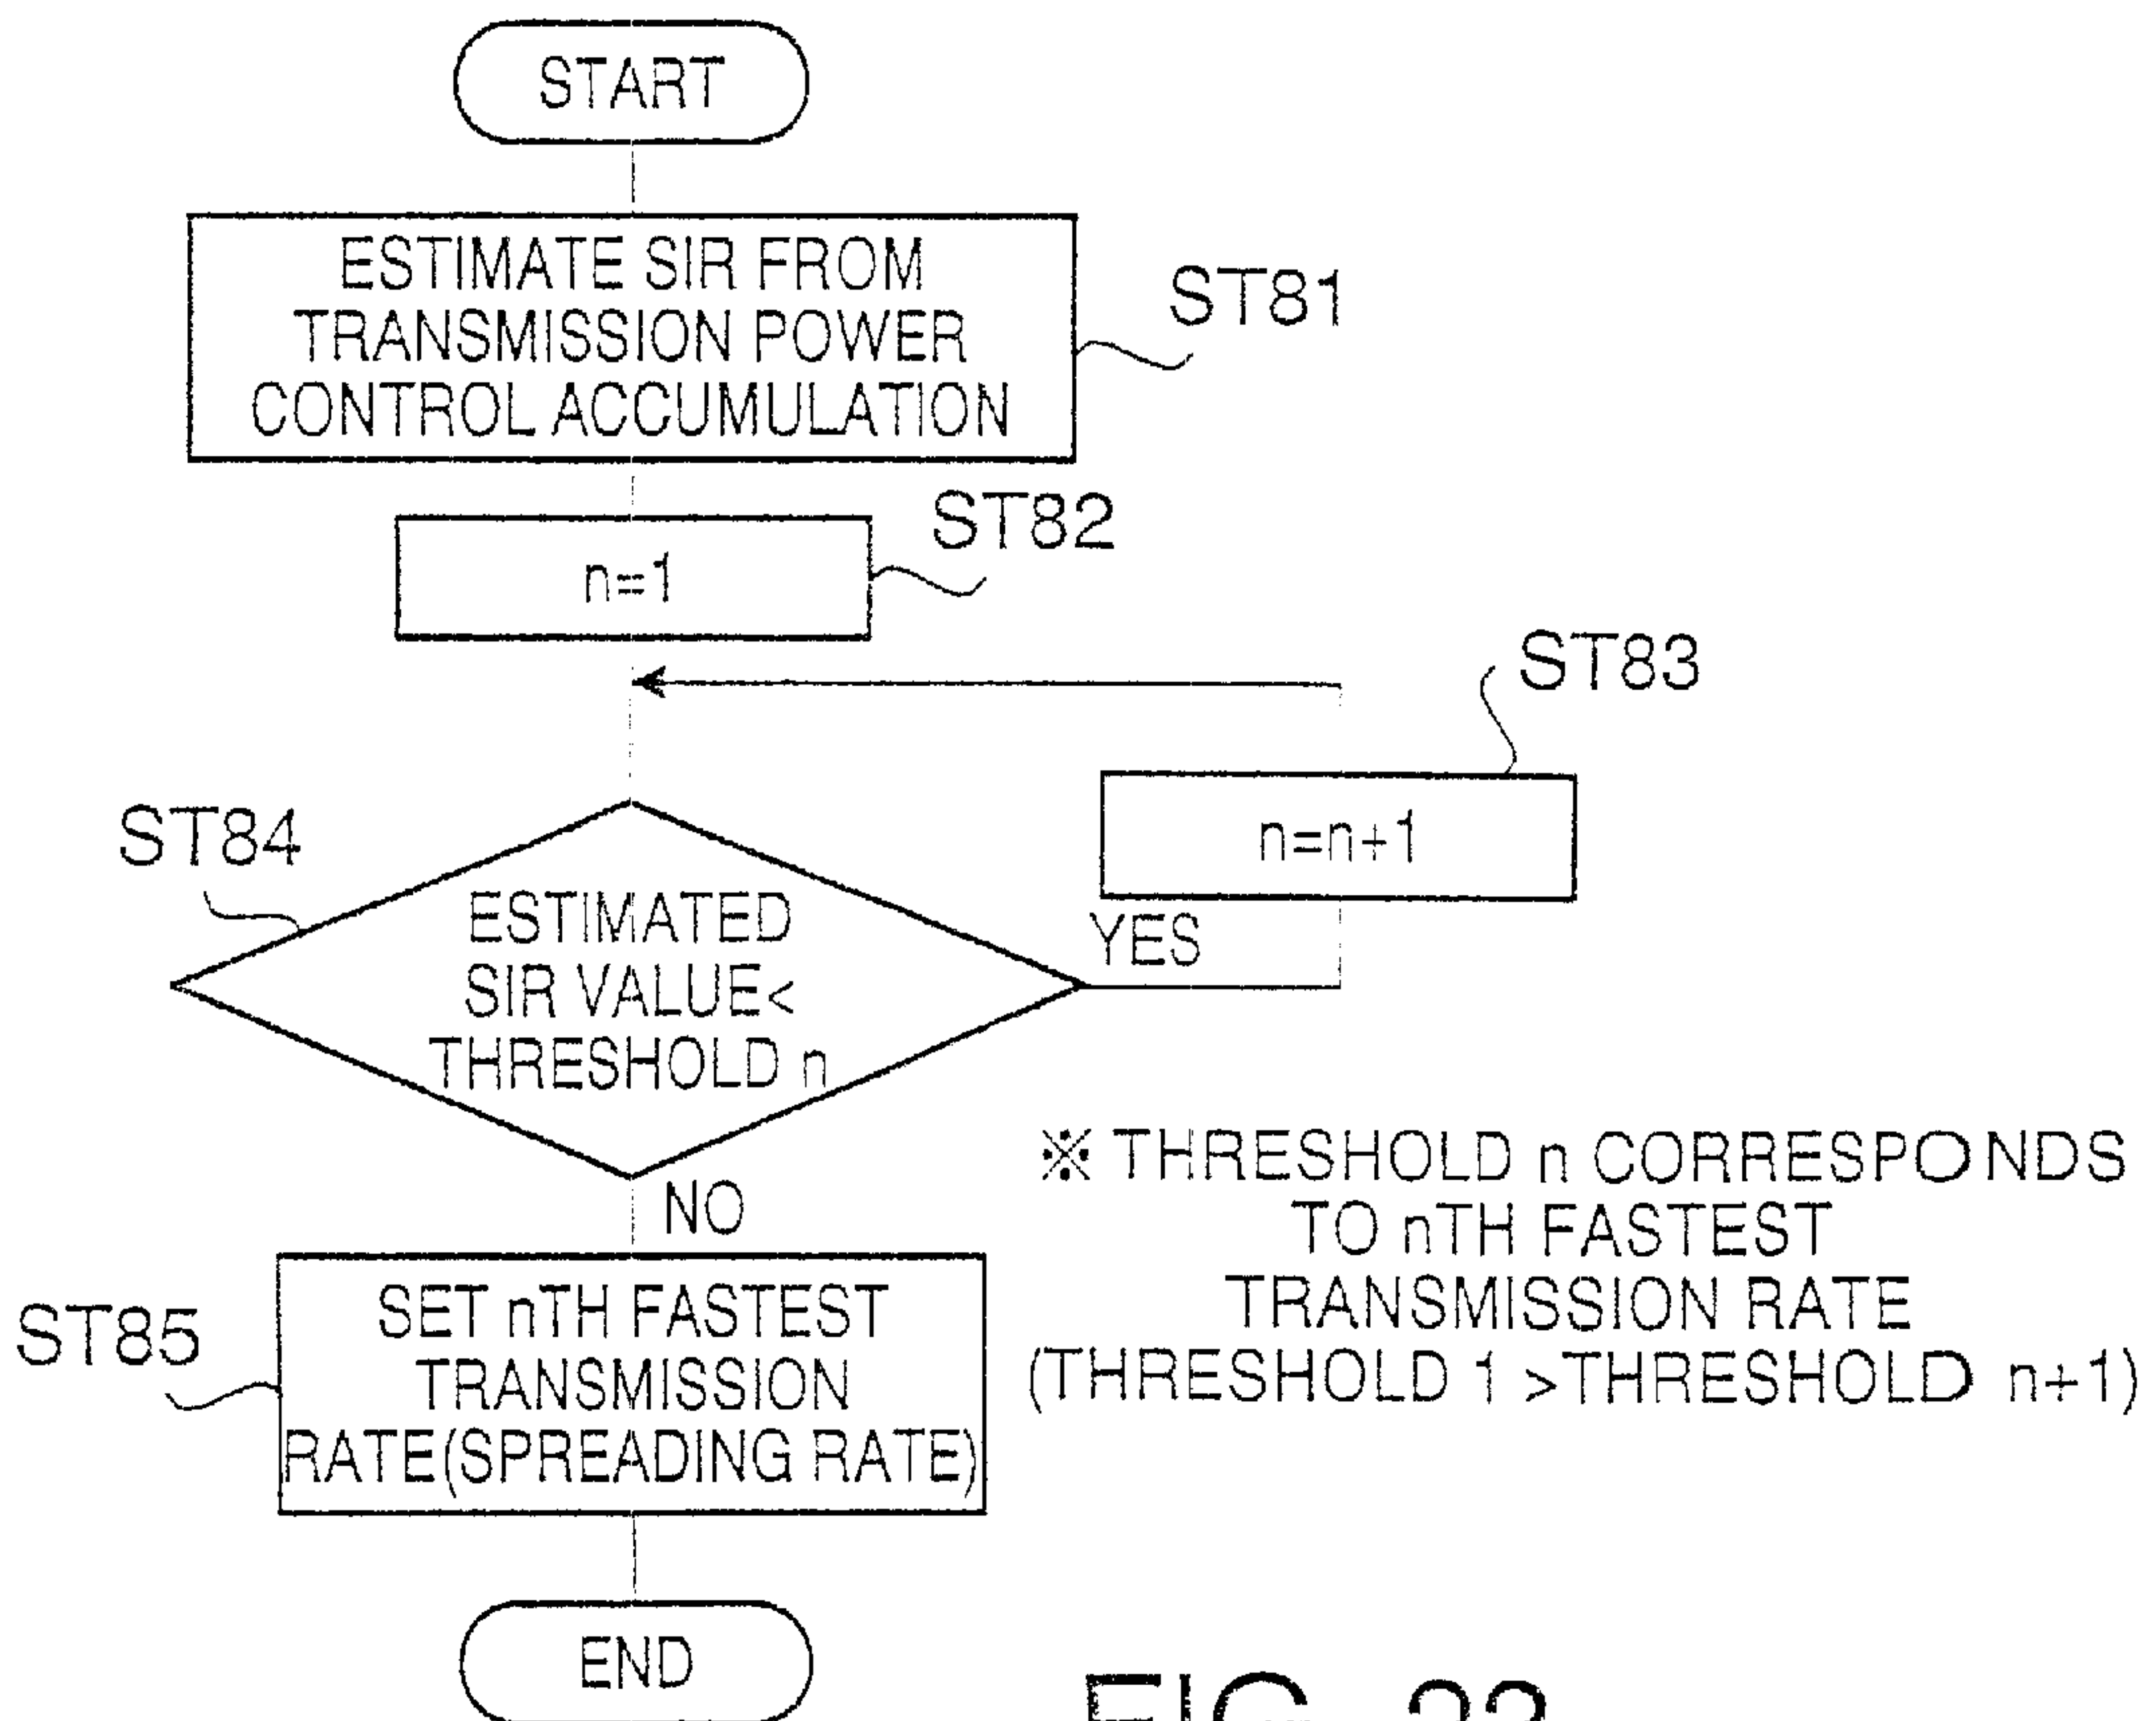 START
ESTIMATE SIR FROM
TRANSMISSION POWER
CONTROL ACCUMULATION
ST81
n=1
ST82
ST83
n=n+1
ST84
ESTIMATED
SIR VALUE<
THRESHOLD n
YES
NO
※ THRESHOLD n CORRESPONDS
TO nTH FASTEST
TRANSMISSION RATE
(THRESHOLD 1 >THRESHOLD n+1)
ST85
SET nTH FASTEST
TRANSMISSION
RATE(SPREADING RATE)
END
FIG.